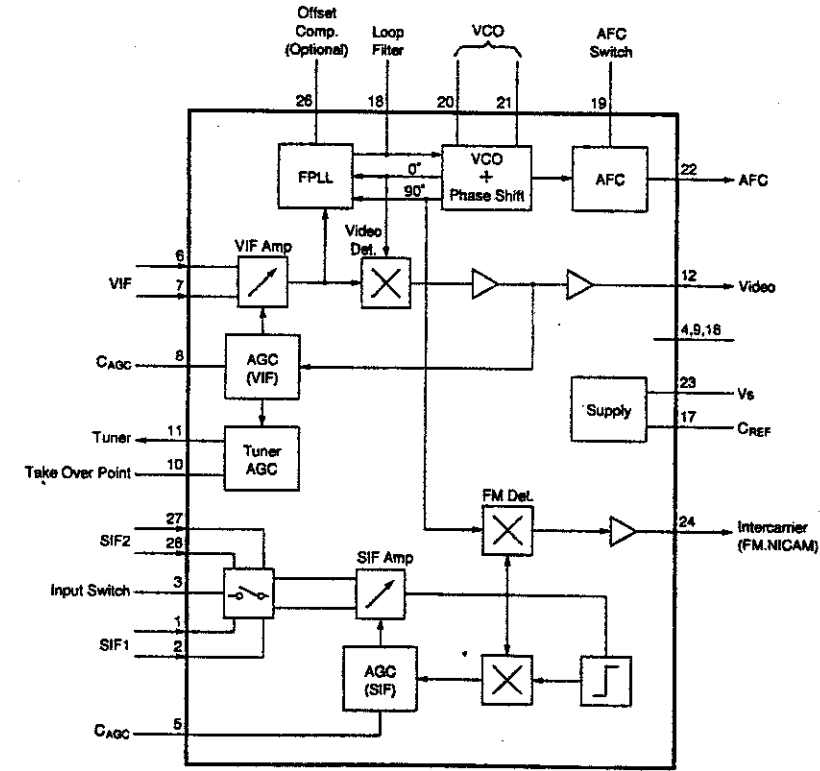 Offset
Comp.
(Optional)
Loop
Filter
VCO
AFC
Switch
26
18
20
21
19
FPLL
0°
90°
VCO
+
Phase Shift
AFC
22
AFC
VIF Amp
Video
Det.
6
7
VIF
12
Video
4,9,18
8
CAGC
AGC
(VIF)
23
Vs
Supply
17
CREF
11
Tuner
10
Take Over Point
Tuner
AGC
FM Det.
24
Intercarrier
(FM.NICAM)
27
SIF2
28
SIF Amp
3
Input Switch
1
SIF1
2
AGC
(SIF)
5
CAGC